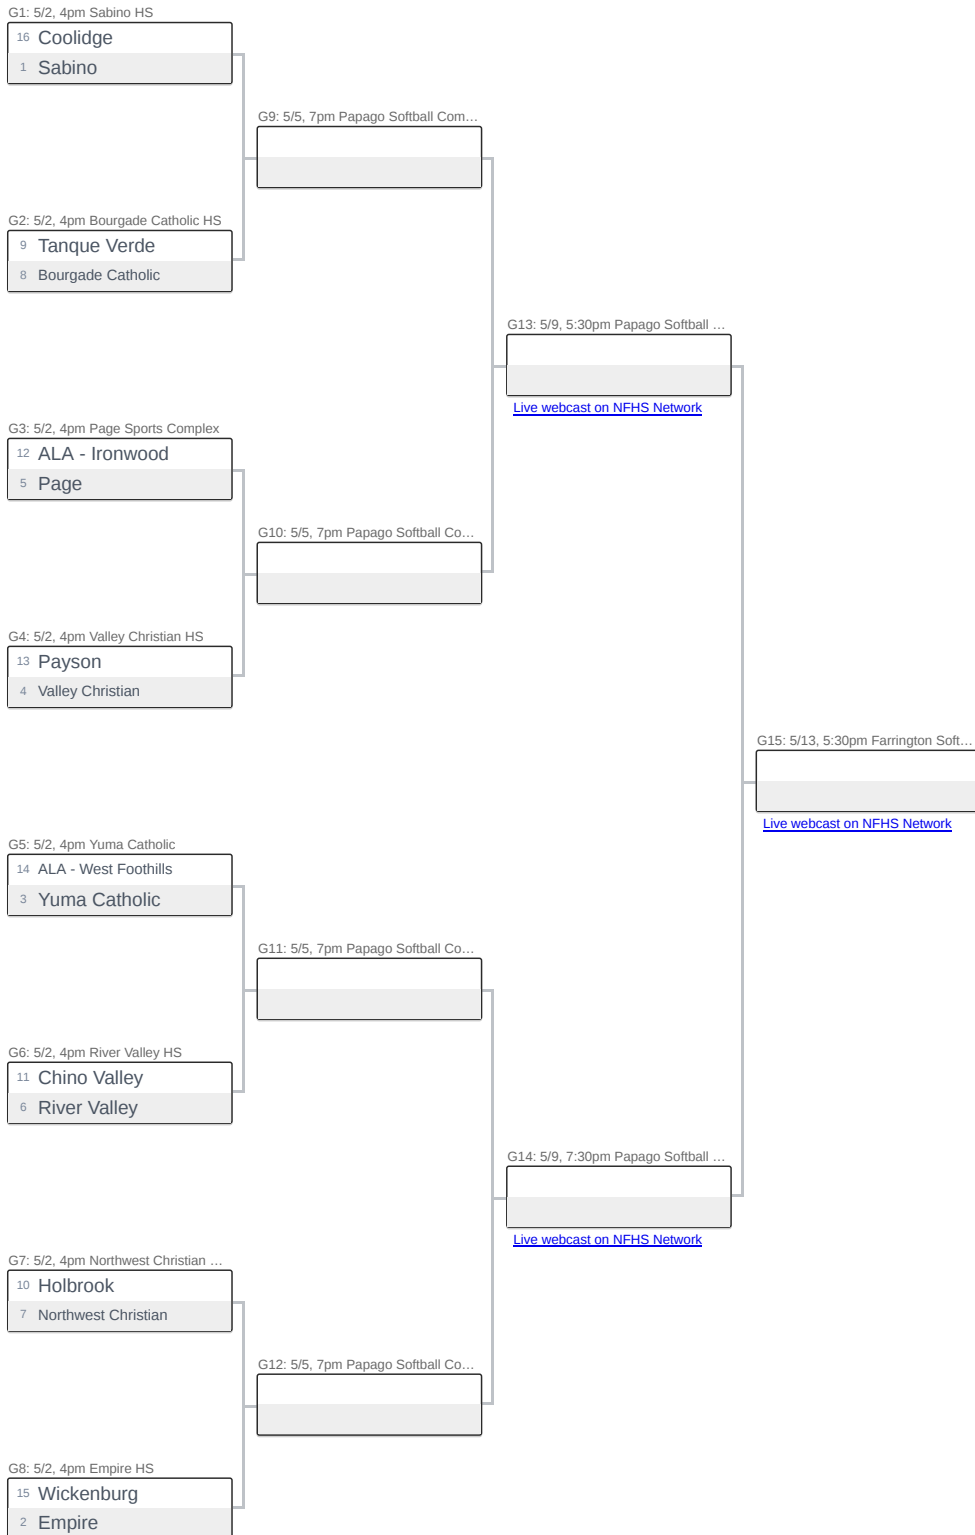 G1: 5/2, 4pm Sabino HS
16 Coolidge
1 Sabino
G9: 5/5, 7pm Papago Softball Com…
G2: 5/2, 4pm Bourgade Catholic HS
9 Tanque Verde
8 Bourgade Catholic
G13: 5/9, 5:30pm Papago Softball …
Live webcast on NFHS Network
G3: 5/2, 4pm Page Sports Complex
12 ALA - Ironwood
5 Page
G10: 5/5, 7pm Papago Softball Co…
G4: 5/2, 4pm Valley Christian HS
13 Payson
4 Valley Christian
G15: 5/13, 5:30pm Farrington Soft…
Live webcast on NFHS Network
G5: 5/2, 4pm Yuma Catholic
14 ALA - West Foothills
3 Yuma Catholic
G11: 5/5, 7pm Papago Softball Co…
G6: 5/2, 4pm River Valley HS
11 Chino Valley
6 River Valley
G14: 5/9, 7:30pm Papago Softball …
Live webcast on NFHS Network
G7: 5/2, 4pm Northwest Christian …
10 Holbrook
7 Northwest Christian
G12: 5/5, 7pm Papago Softball Co…
G8: 5/2, 4pm Empire HS
15 Wickenburg
2 Empire